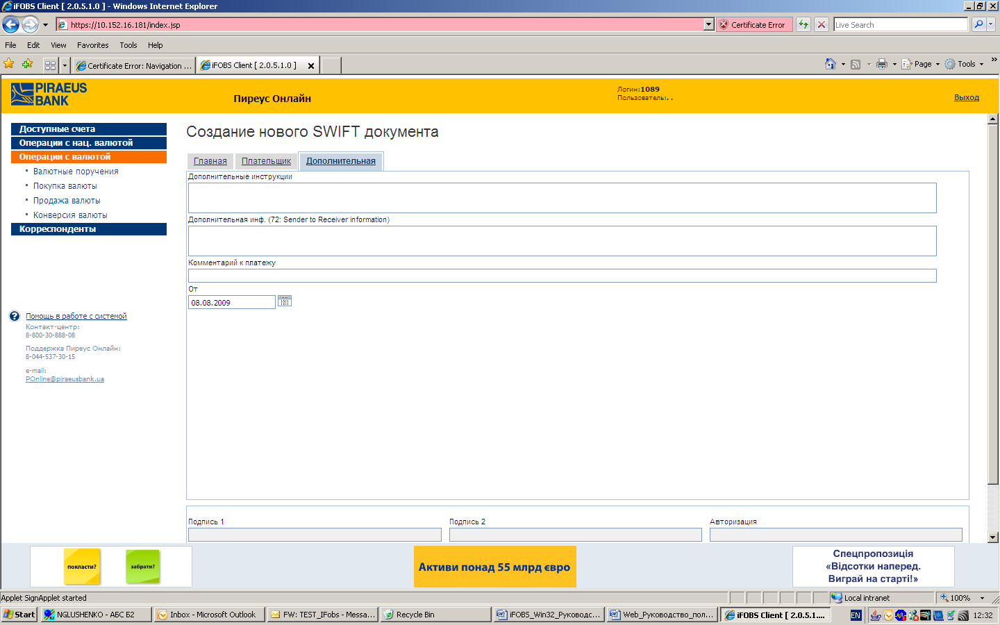 iFOBS Client [ 2.0.5.1.0 ] - Windows Internet Explorer
https://10.152.16.181/index.jsp
Certificate Error
Live Search
File Edit View Favorites Tools Help
Certificate Error: Navigation ...
iFOBS Client [ 2.0.5.1.0 ]
Page
Tools
PIRAEUS
BANK
Пиреус Онлайн
Логин:1089
Пользователь:. .
Выход
Доступные счета
Операции с нац. валютой
Операции с валютой
Валютные поручения
Покупка валюты
Продажа валюты
Конверсия валюты
Корреспонденты
Помощь в работе с системой
Контакт-центр:
8-800-30-888-08
Поддержка Пиреус Онлайн:
8-044-537-30-15
e-mail:
POnline@piraeusbank.ua
Создание нового SWIFT документа
Главная
Плательщик
Дополнительная
Дополнительные инструкции
Дополнительная инф. (72: Sender to Receiver information)
Комментарий к платежу
От
08.08.2009
Подпись 1
Подпись 2
Авторизация
покласти?
забрати?
Активи понад 55 млрд євро
Спецпропозиція
«Відсотки наперед.
Виграй на старті!»
Applet SignApplet started
Local intranet
100%
Start
NGLUSHENKO - АБС Б2
Inbox - Microsoft Outlook
FW: TEST_IFobs - Messa...
Recycle Bin
iFOBS_Win32_Руководс...
Web_Руководство_пол...
iFOBS Client [ 2.0.5.1....
EN
12:32